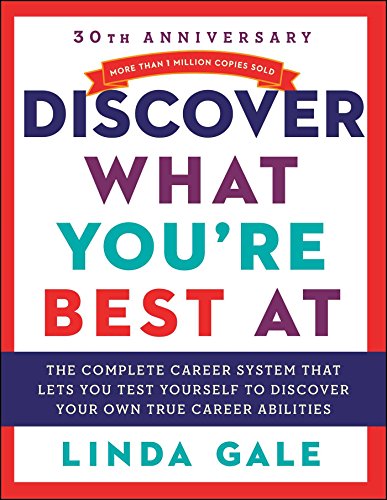 30TH ANNIVERSARY
MORE THAN 1 MILLION COPIES SOLD
DISCOVER
WHAT
YOU'RE
BEST AT
THE COMPLETE CAREER SYSTEM THAT
LETS YOU TEST YOURSELF TO DISCOVER
YOUR OWN TRUE CAREER ABILITIES
LINDA GALE